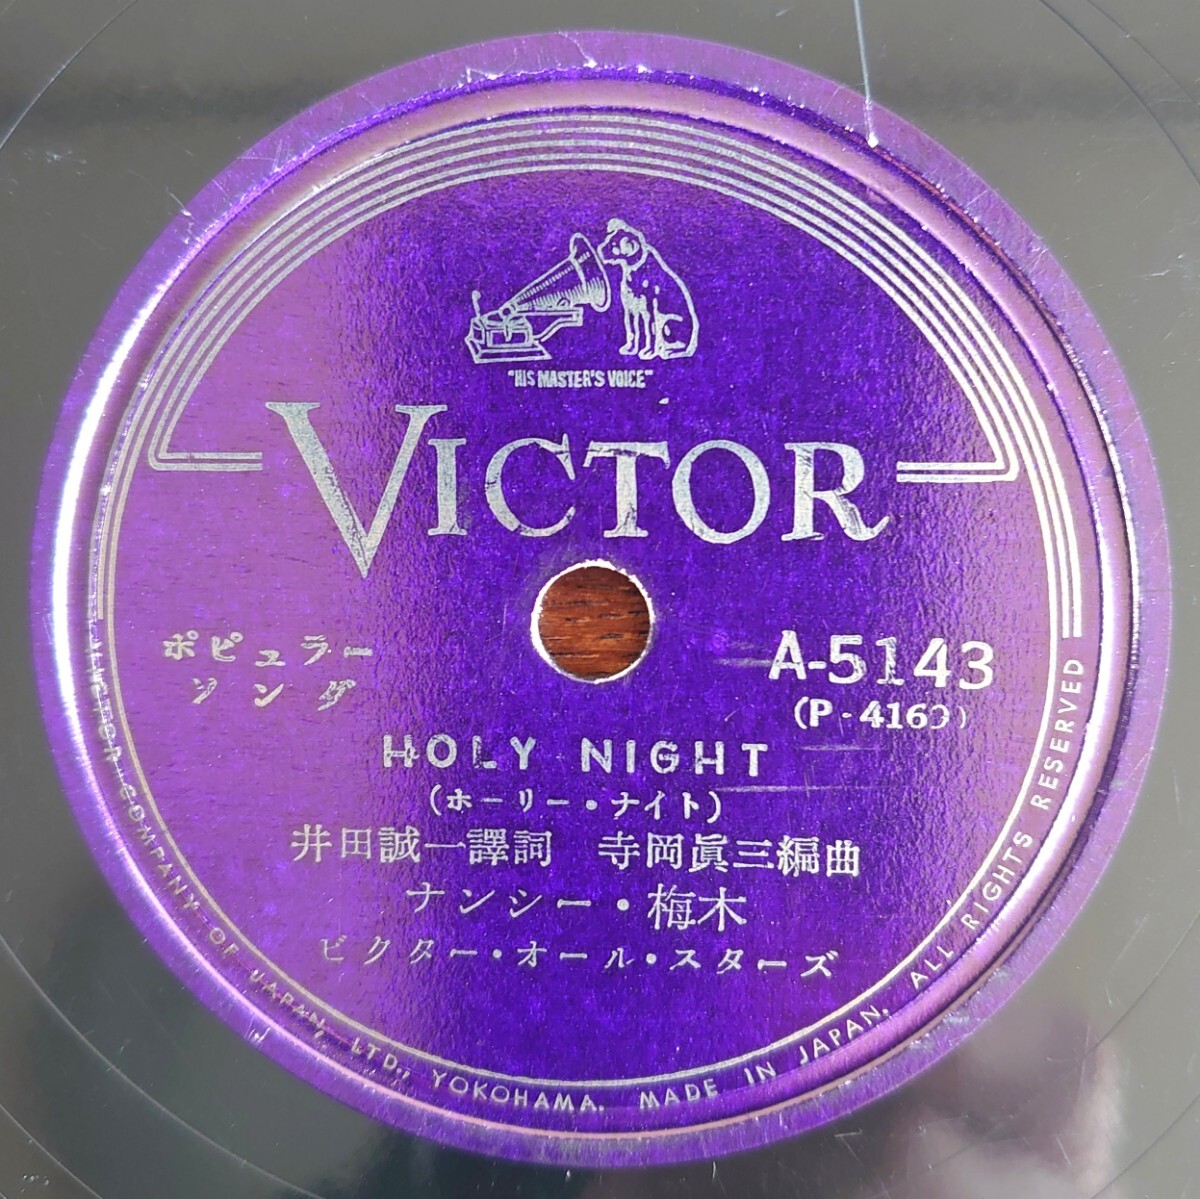 "HIS MASTER'S VOICE"
VICTOR
ポピュラー
ソング
A-5143
HOLY NIGHT
(ホーリー・ナイト)
井田誠一譯詞 寺岡眞三編曲
ナンシー・梅木
ビクター・オール・スターズ
VICTOR COMPANY OF JAPAN, LTD., YOKOHAMA. MADE IN JAPAN. ALL RIGHTS RESERVED